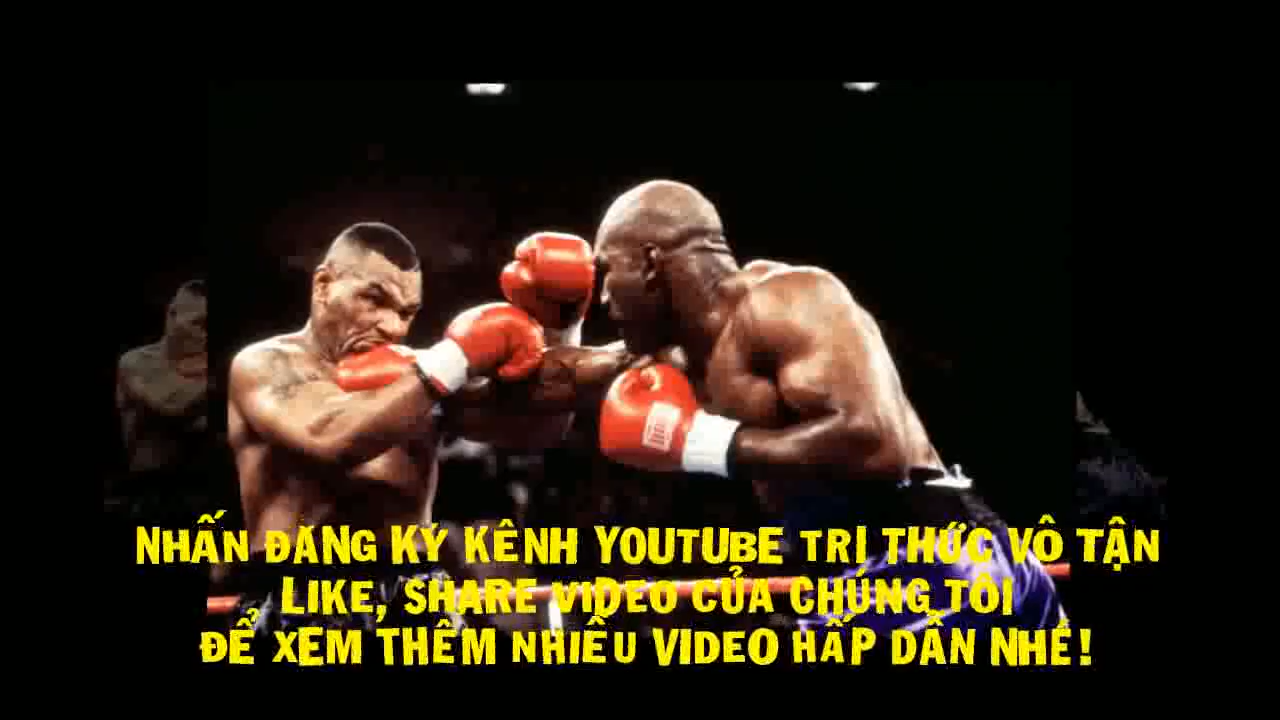 NHẤN ĐĂNG KÝ KÊNH YOUTUBE TRI THỨC VÔ TẬN
LIKE, SHARE VIDEO CỦA CHÚNG TÔI
ĐỂ XEM THÊM NHIỀU VIDEO HẤP DẪN NHÉ!